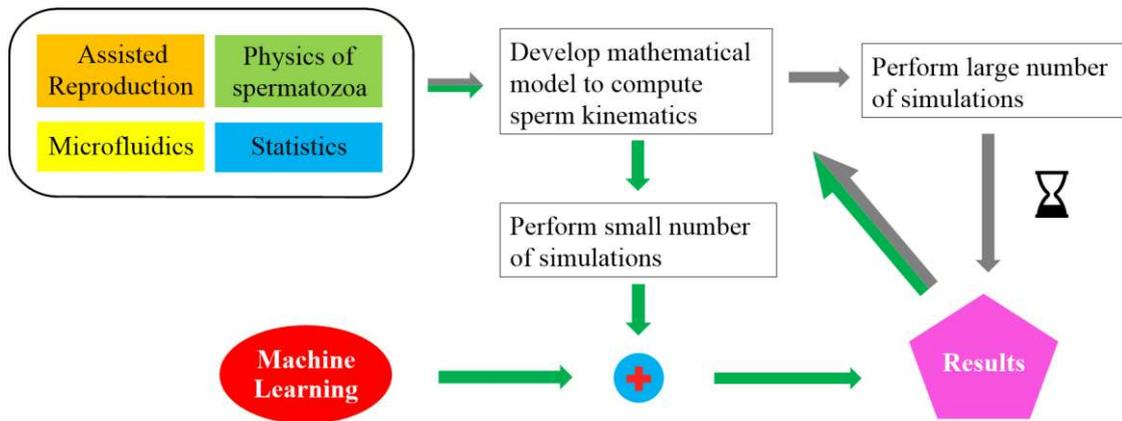 Assisted
Reproduction
Physics of
spermatozoa
Microfluidics
Statistics
Develop mathematical
model to compute
sperm kinematics
Perform large number
of simulations
Perform small number
of simulations
Machine
Learning
Results